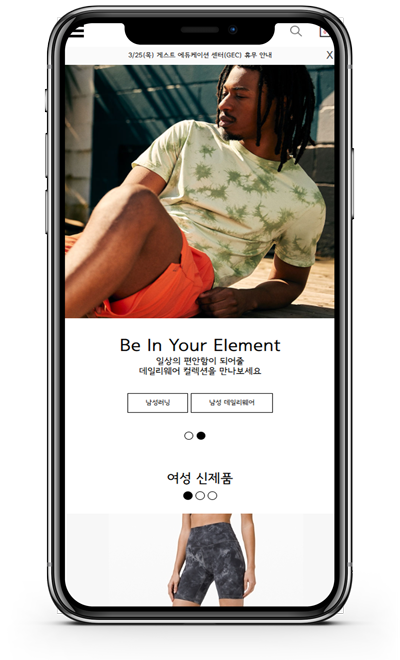 3/25(목) 게스트 에듀케이션 센터(GEC) 휴무 안내
X
Be In Your Element
일상의 편안함이 되어줄
데일리웨어 컬렉션을 만나보세요
남성러닝
남성 데일리웨어
여성 신제품